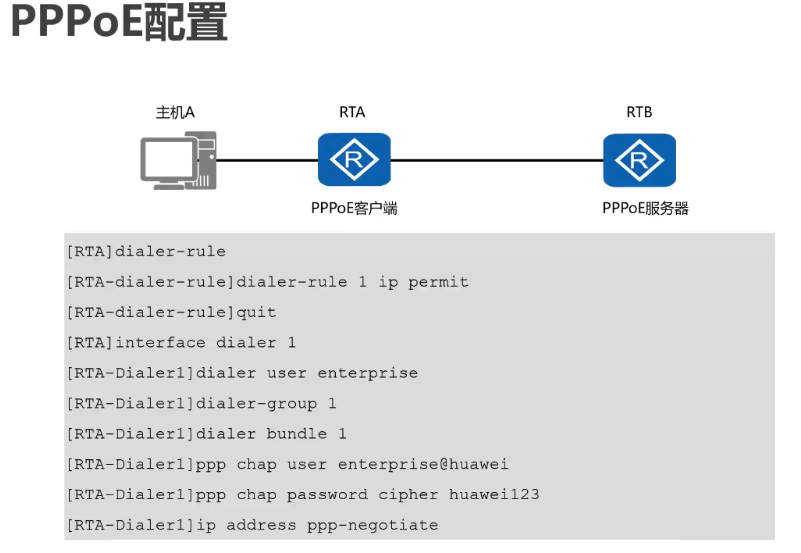 PPPoE配置
主机A
RTA
RTB
R
R
PPPoE客户端
PPPoE服务器
[RTA]dialer-rule
[RTA-dialer-rule]dialer-rule 1 ip permit
[RTA-dialer-rule]quit
[RTA]interface dialer 1
[RTA-Dialer1]dialer user enterprise
[RTA-Dialer1]dialer-group 1
[RTA-Dialer1]dialer bundle 1
[RTA-Dialer1]ppp chap user enterprise@huawei
[RTA-Dialer1]ppp chap password cipher huawei123
[RTA-Dialer1]ip address ppp-negotiate